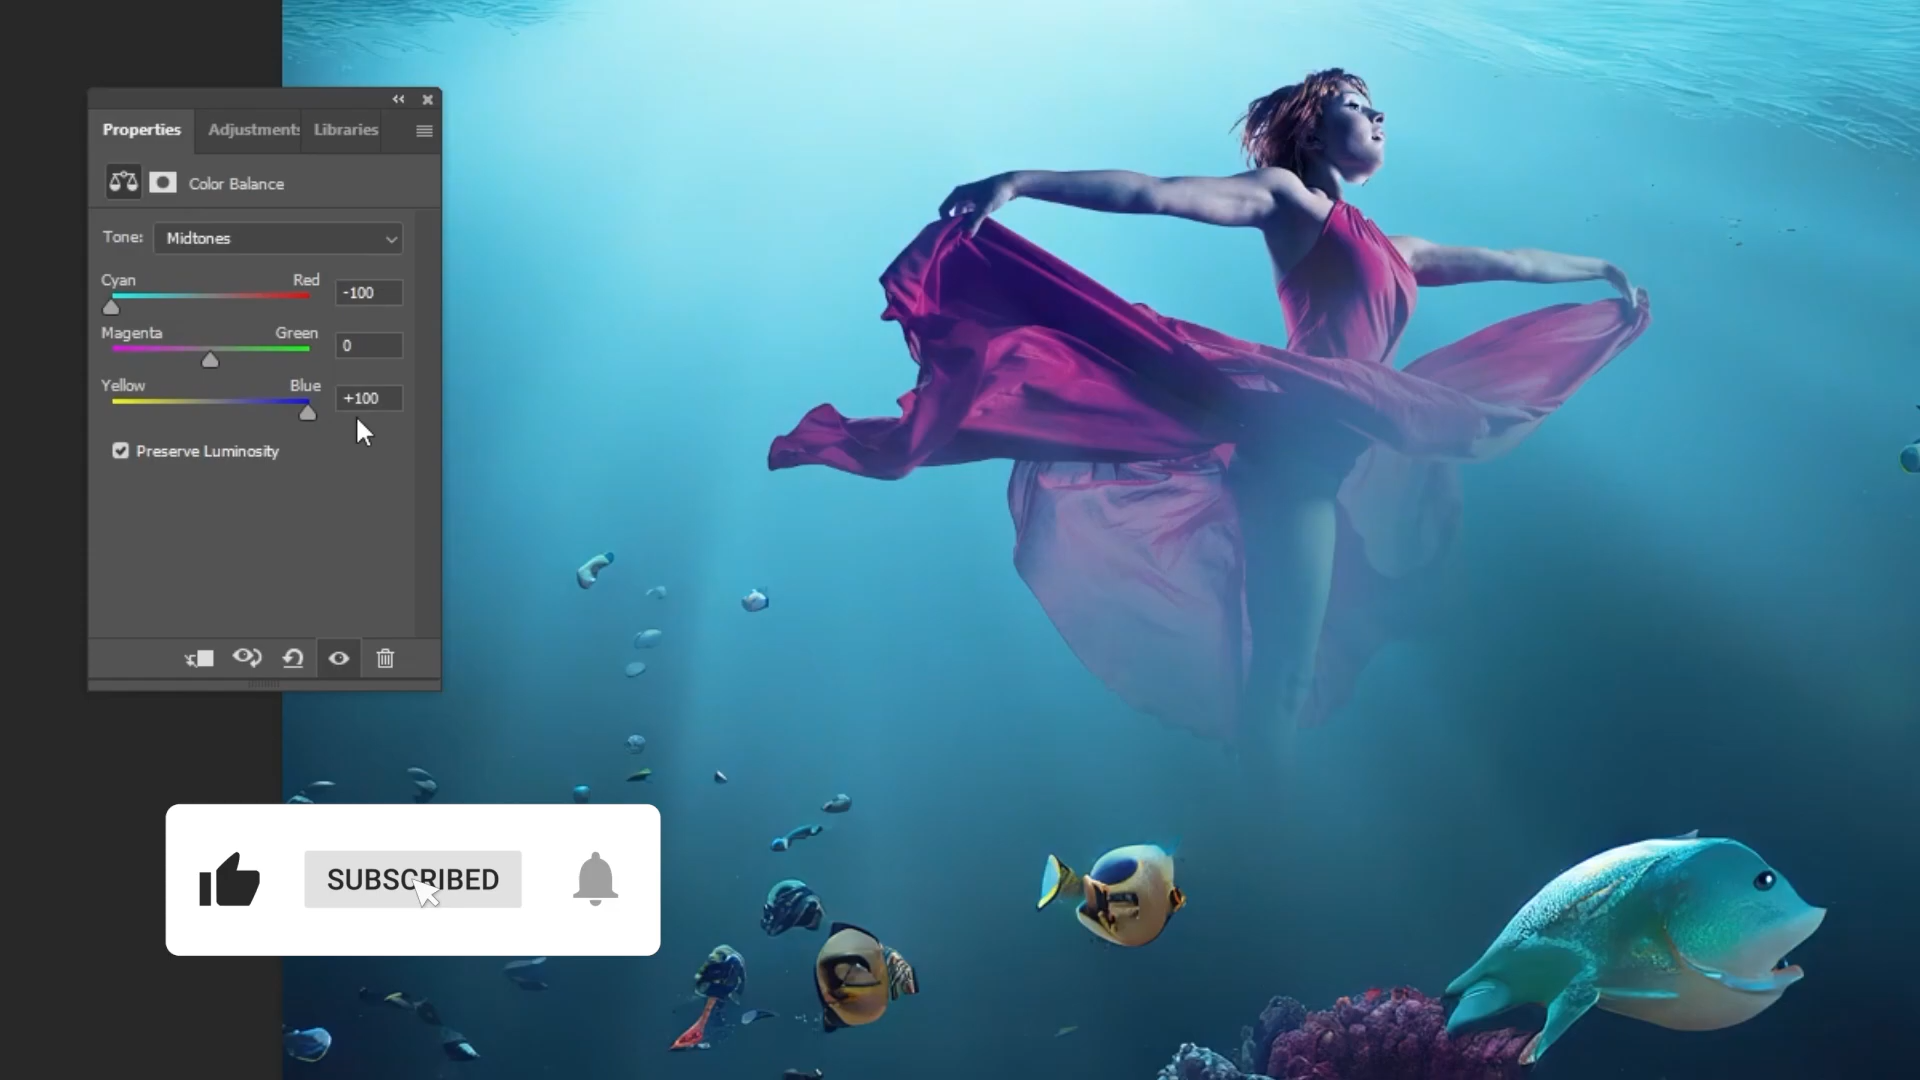 Properties Adjustments Libraries
Color Balance
Tone: Midtones
Cyan Red -100
Magenta Green 0
Yellow Blue +100
Preserve Luminosity
SUBSCRIBED